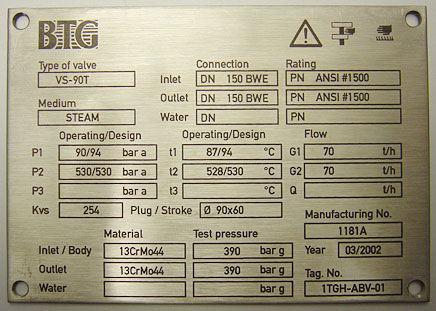 BTG
Type of valve
VS-90T
Medium
STEAM
Connection Rating
Inlet DN 150 BWE PN ANSI #1500
Outlet DN 150 BWE PN ANSI #1500
Water DN PN
Operating/Design Operating/Design Flow
P1 90/94 bar a t1 87/94 °C G1 70 t/h
P2 530/530 bar a t2 528/530 °C G2 70 t/h
P3 bar a t3 °C Q t/h
Kvs 254 Plug / Stroke Ø 90x60
Manufacturing No.
1181A
Material Test pressure
Inlet / Body 13CrMo44 390 bar g
Year 03/2002
Outlet 13CrMo44 390 bar g
Tag. No.
Water bar g
1TGH-ABV-01